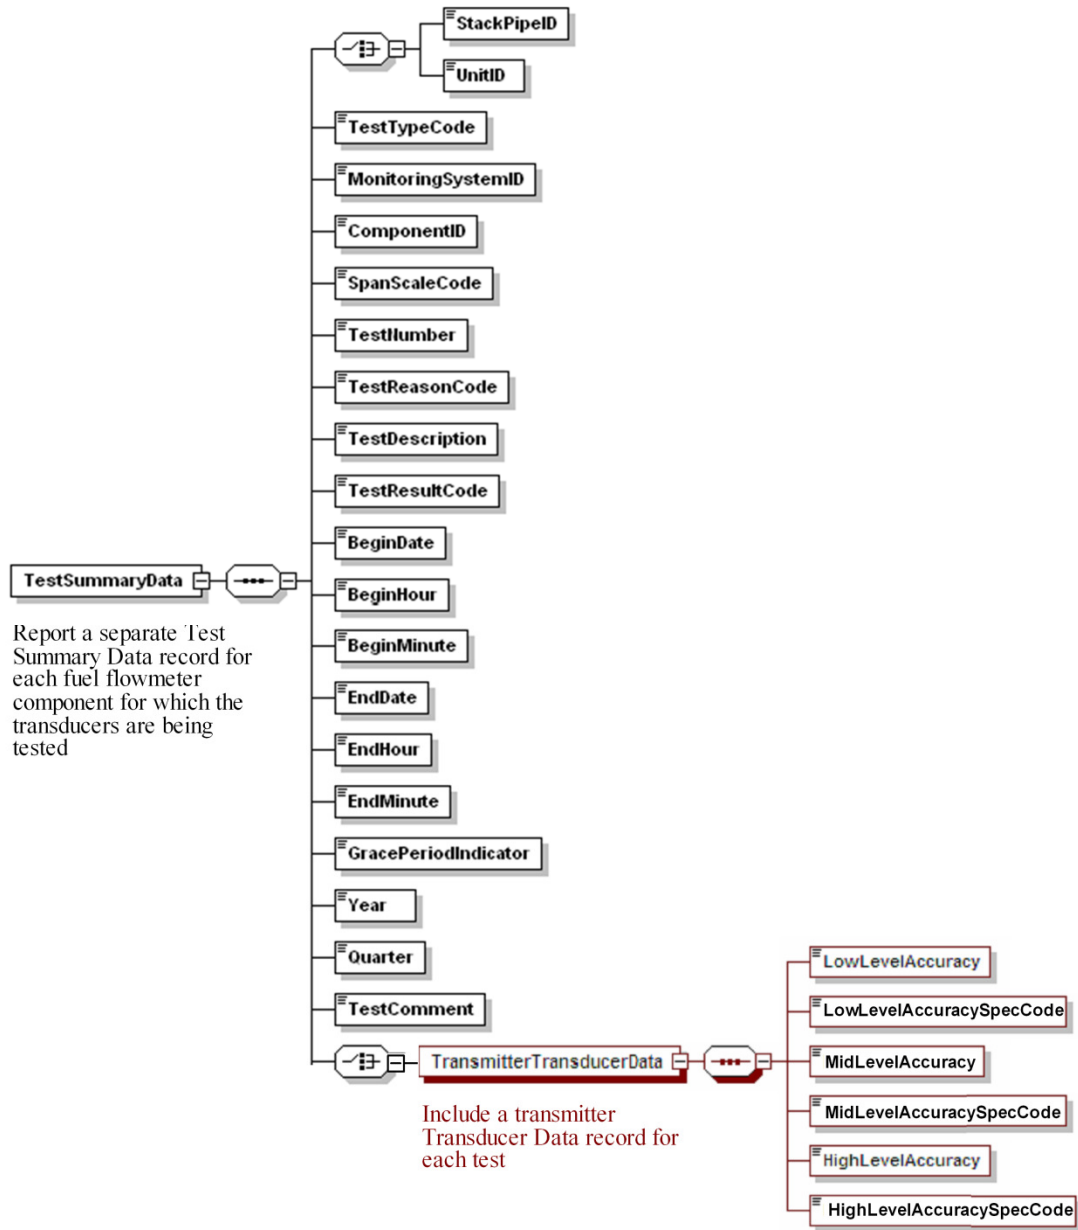 StackPipeID
UnitID
TestTypeCode
MonitoringSystemID
ComponentID
SpanScaleCode
TestNumber
TestReasonCode
TestDescription
TestResultCode
BeginDate
TestSummaryData
BeginHour
Report a separate Test
Summary Data record for
each fuel flowmeter
component for which the
transducers are being
tested
BeginMinute
EndDate
EndHour
EndMinute
GracePeriodIndicator
Year
Quarter
TestComment
TransmitterTransducerData
Include a transmitter
Transducer Data record for
each test
LowLevelAccuracy
LowLevelAccuracySpecCode
MidLevelAccuracy
MidLevelAccuracySpecCode
HighLevelAccuracy
HighLevelAccuracySpecCode